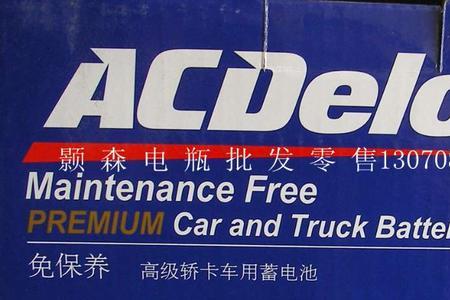 ACDelc
颢森电瓶批发零售13070
Maintenance Free
PREMIUM Car and Truck Batte
免保养 高级轿卡车用蓄电池